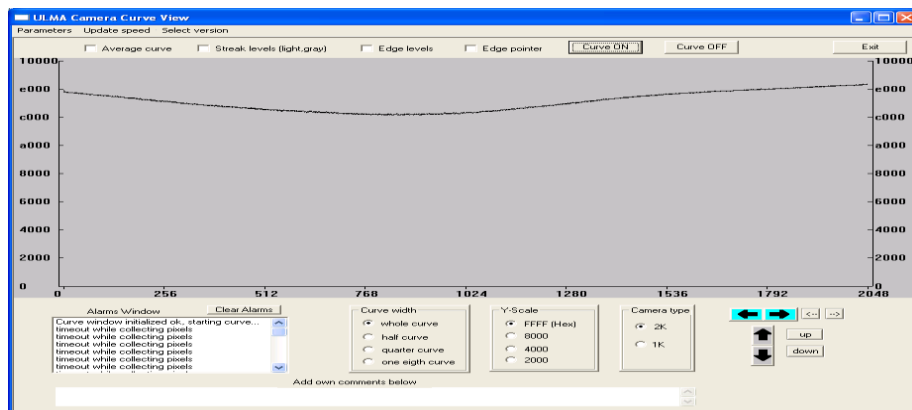 ULMA Camera Curve View
Parameters Update speed Select version
Average curve Streak levels (light,gray) Edge levels Edge pointer Curve ON Curve OFF Exit
10000 10000
e000 e000
c000 c000
a000 a000
8000 8000
6000 6000
4000 4000
2000 2000
0 0
0 256 512 768 1024 1280 1536 1792 2048
Alarms Window Clear Alarms
Curve window initialized ok, starting curve...
timeout while collecting pixels
timeout while collecting pixels
timeout while collecting pixels
timeout while collecting pixels
timeout while collecting pixels
timeout while collecting pixels
timeout while collecting pixels
Curve width
whole curve
half curve
quarter curve
one eigth curve
Y-Scale
FFFF (Hex)
8000
4000
2000
Camera type
2K
1K
<-- -->
up
down
Add own comments below